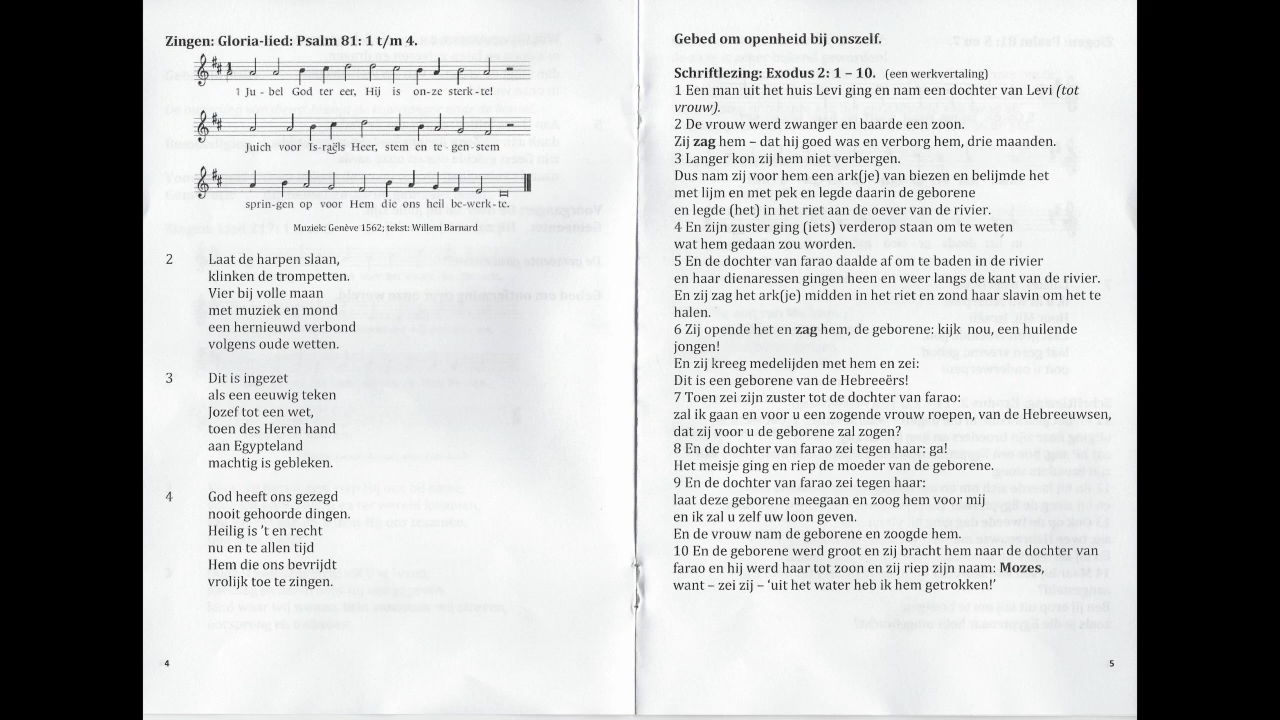 Zingen: Gloria-lied: Psalm 81: 1 t/m 4.
1 Ju - bel God ter eer, Hij is on-ze sterk-te!
Juich voor Is-raëls Heer, stem en te - gen-stem
sprin-gen op voor Hem die ons heil be-werk-te.
Muziek: Genève 1562; tekst: Willem Barnard
2 Laat de harpen slaan,
klinken de trompetten.
Vier bij volle maan
met muziek en mond
een hernieuwd verbond
volgens oude wetten.
3 Dit is ingezet
als een eeuwig teken
Jozef tot een wet,
toen des Heren hand
aan Egypteland
machtig is gebleken.
4 God heeft ons gezegd
nooit gehoorde dingen.
Heilig is 't en recht
nu en te allen tijd
Hem die ons bevrijdt
vrolijk toe te zingen.
4
Gebed om openheid bij onszelf.
Schriftlezing: Exodus 2: 1 – 10. (een werkvertaling)
1 Een man uit het huis Levi ging en nam een dochter van Levi (tot
vrouw).
2 De vrouw werd zwanger en baarde een zoon.
Zij zag hem – dat hij goed was en verborg hem, drie maanden.
3 Langer kon zij hem niet verbergen.
Dus nam zij voor hem een ark(je) van biezen en belijmde het
met lijm en met pek en legde daarin de geborene
en legde (het) in het riet aan de oever van de rivier.
4 En zijn zuster ging (iets) verderop staan om te weten
wat hem gedaan zou worden.
5 En de dochter van farao daalde af om te baden in de rivier
en haar dienaressen gingen heen en weer langs de kant van de rivier.
En zij zag het ark(je) midden in het riet en zond haar slavin om het te
halen.
6 Zij opende het en zag hem, de geborene: kijk nou, een huilende
jongen!
En zij kreeg medelijden met hem en zei:
Dit is een geborene van de Hebreeërs!
7 Toen zei zijn zuster tot de dochter van farao:
zal ik gaan en voor u een zogende vrouw roepen, van de Hebreeuwsen,
dat zij voor u de geborene zal zogen?
8 En de dochter van farao zei tegen haar: ga!
Het meisje ging en riep de moeder van de geborene.
9 En de dochter van farao zei tegen haar:
laat deze geborene meegaan en zoog hem voor mij
en ik zal u zelf uw loon geven.
En de vrouw nam de geborene en zoogde hem.
10 En de geborene werd groot en zij bracht hem naar de dochter van
farao en hij werd haar tot zoon en zij riep zijn naam: Mozes,
want – zei zij – 'uit het water heb ik hem getrokken!'
5